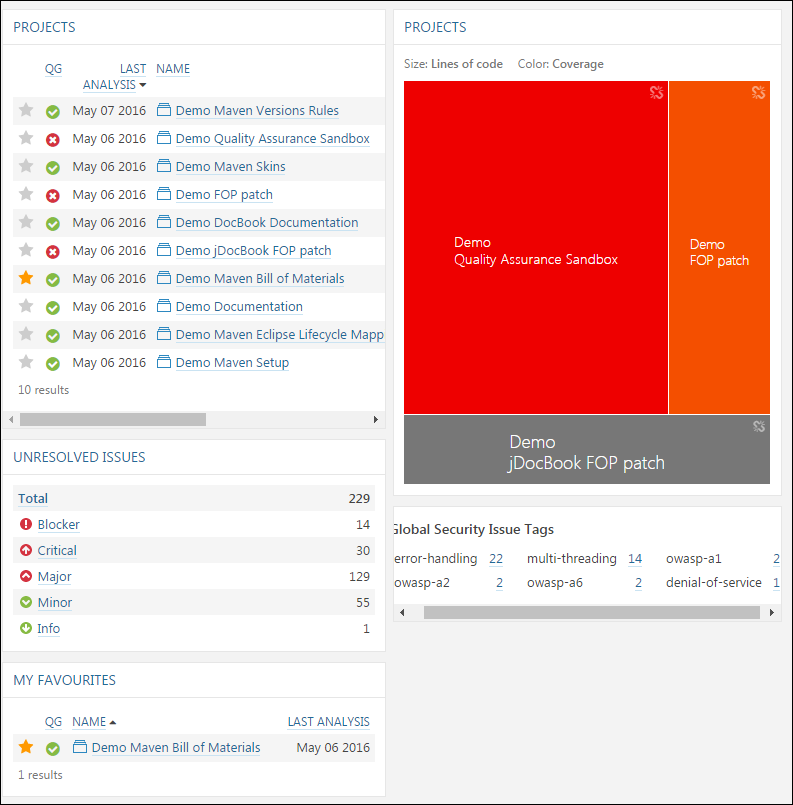 PROJECTS
QG LAST ANALYSIS NAME
May 07 2016 Demo Maven Versions Rules
May 06 2016 Demo Quality Assurance Sandbox
May 06 2016 Demo Maven Skins
May 06 2016 Demo FOP patch
May 06 2016 Demo DocBook Documentation
May 06 2016 Demo jDocBook FOP patch
May 06 2016 Demo Maven Bill of Materials
May 06 2016 Demo Documentation
May 06 2016 Demo Maven Eclipse Lifecycle Mapp
May 06 2016 Demo Maven Setup
10 results
UNRESOLVED ISSUES
Total 229
Blocker 14
Critical 30
Major 129
Minor 55
Info 1
MY FAVOURITES
QG NAME LAST ANALYSIS
Demo Maven Bill of Materials May 06 2016
1 results
PROJECTS
Size: Lines of code Color: Coverage
Demo
Quality Assurance Sandbox
Demo
FOP patch
Demo
jDocBook FOP patch
Global Security Issue Tags
error-handling 22 multi-threading 14 owasp-a1 2
owasp-a2 2 owasp-a6 2 denial-of-service 1